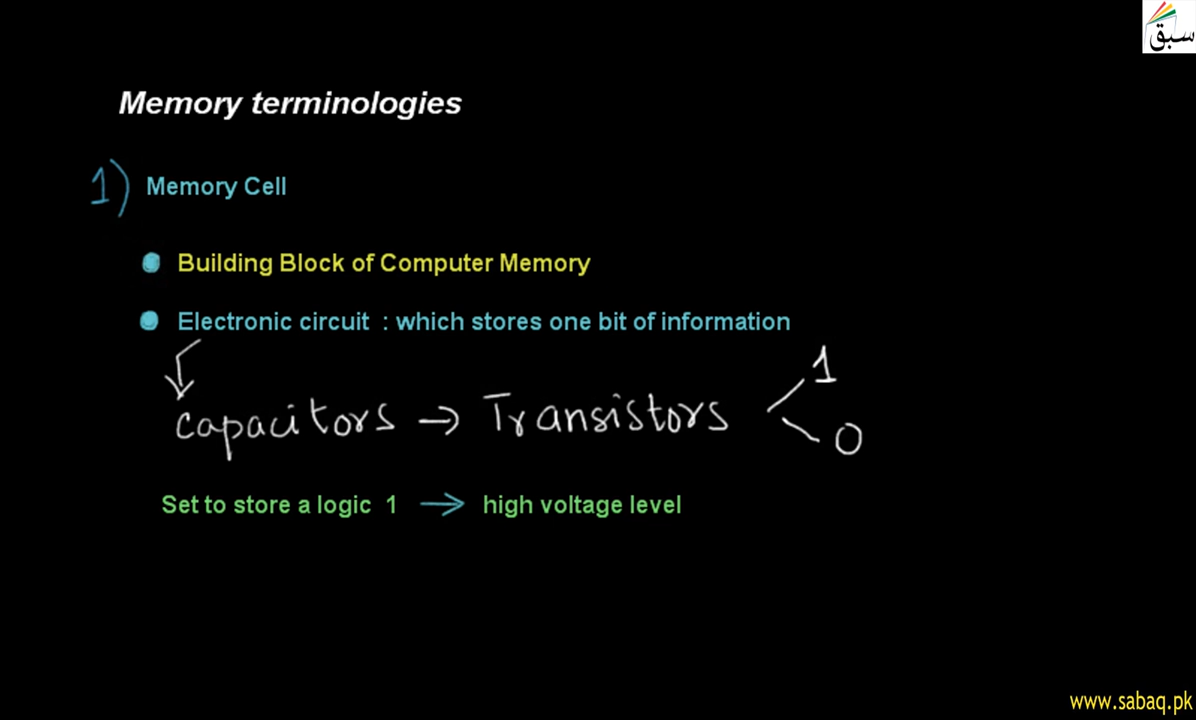 سبق
Memory terminologies
1) Memory Cell
Building Block of Computer Memory
Electronic circuit : which stores one bit of information
capacitors → Transistors < 1
0
Set to store a logic 1 → high voltage level
www.sabaq.pk